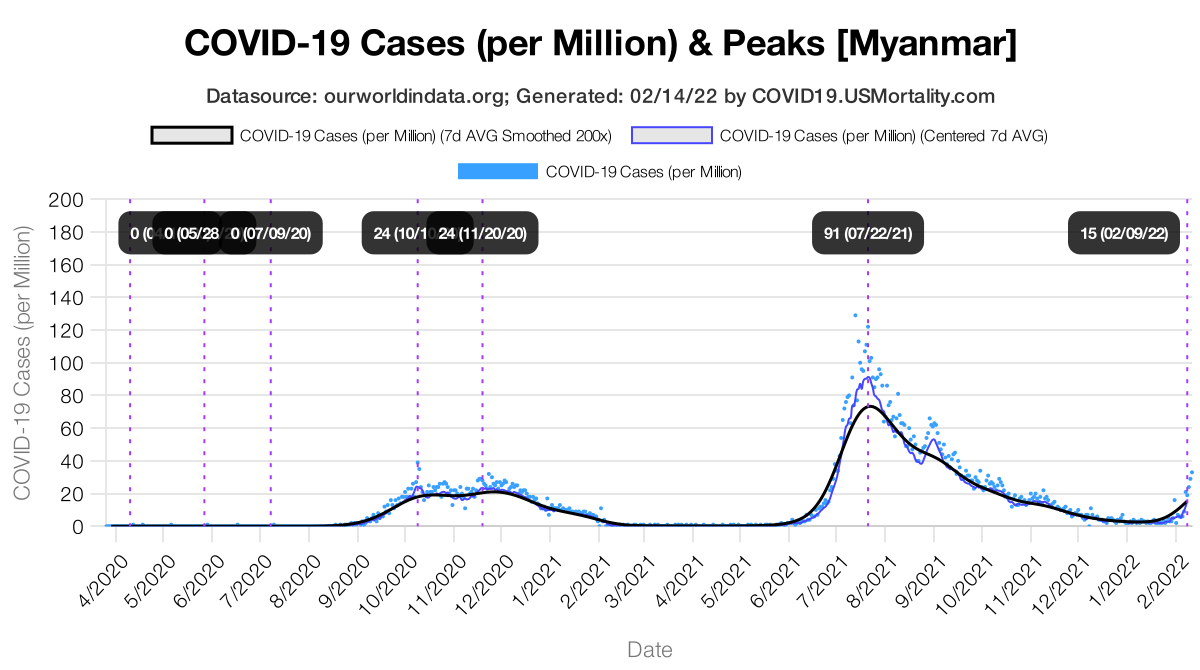 COVID-19 Cases (per Million) & Peaks [Myanmar]
Datasource: ourworldindata.org; Generated: 02/14/22 by COVID19.USMortality.com
COVID-19 Cases (per Million) (7d AVG Smoothed 200x) COVID-19 Cases (per Million) (Centered 7d AVG)
COVID-19 Cases (per Million)
COVID-19 Cases (per Million)
200
180
160
140
120
100
80
60
40
20
0
0 (05/28 0 (07/09/20) 24 (10/1 24 (11/20/20) 91 (07/22/21) 15 (02/09/22)
4/2020 5/2020 6/2020 7/2020 8/2020 9/2020 10/2020 11/2020 12/2020 1/2021 2/2021 3/2021 4/2021 5/2021 6/2021 7/2021 8/2021 9/2021 10/2021 11/2021 12/2021 1/2022 2/2022
Date